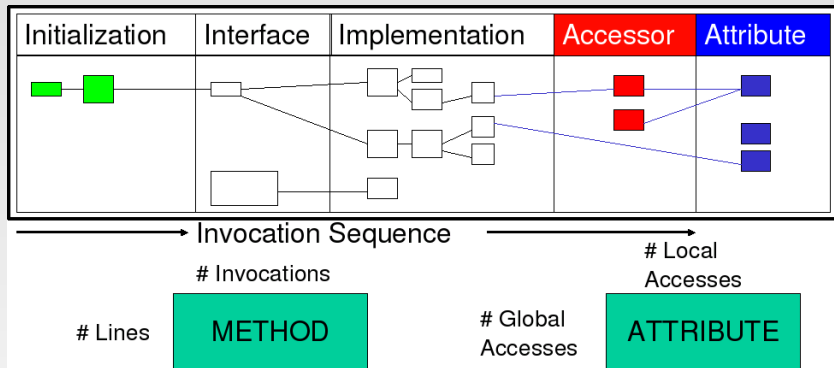 Initialization
Interface
Implementation
Accessor
Attribute
Invocation Sequence
# Invocations
# Lines
METHOD
# Local
Accesses
# Global
Accesses
ATTRIBUTE